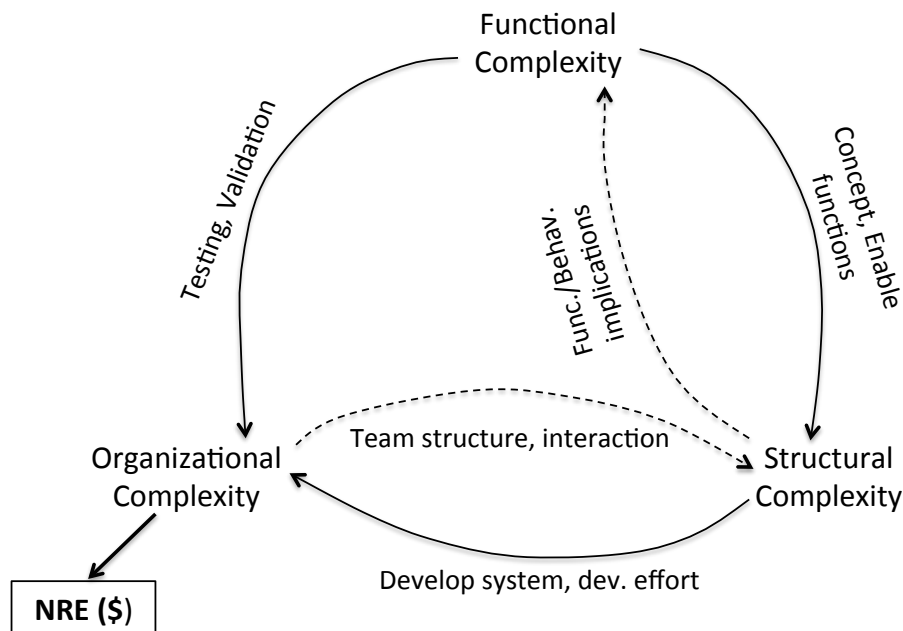 Functional
Complexity
Testing, Validation
Concept, Enable
functions
Func./Behav.
implications
Team structure, interaction
Organizational
Complexity
Structural
Complexity
Develop system, dev. effort
NRE ($)